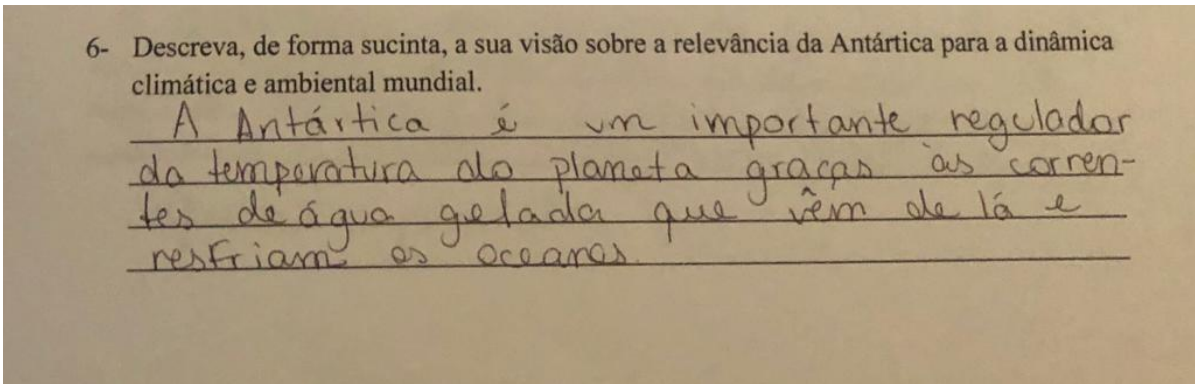 6- Descreva, de forma sucinta, a sua visão sobre a relevância da Antártica para a dinâmica
climática e ambiental mundial.
A Antártica é um importante regulador
da temperatura do planeta graças às corren-
tes de água gelada que vêm de lá e
resfriam os oceanos.